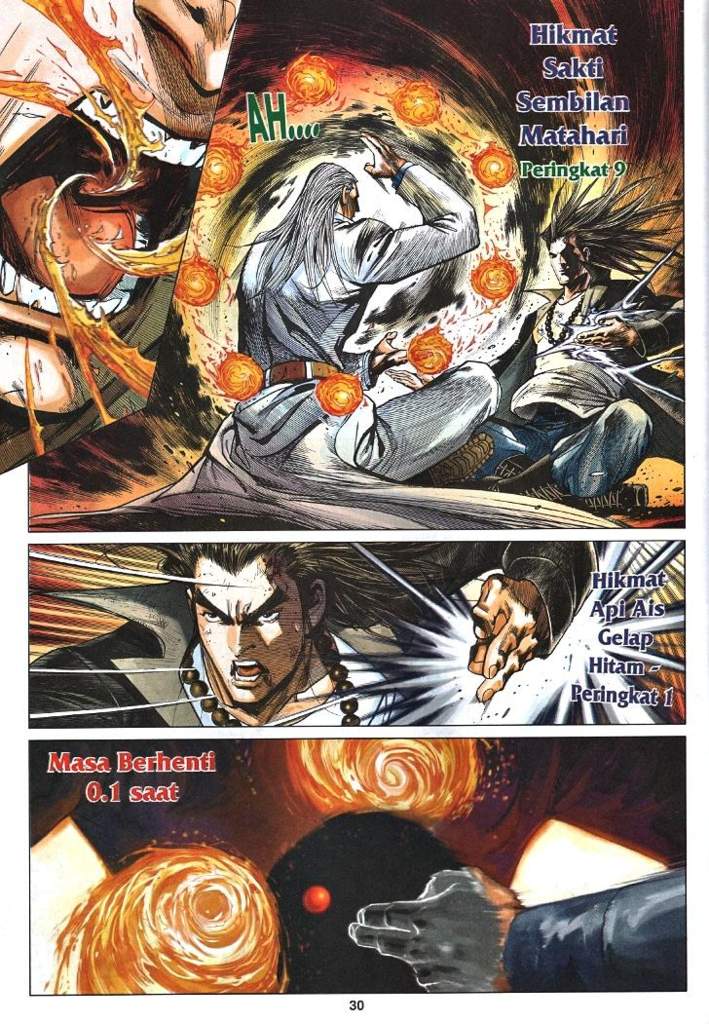 AH....
Hikmat
Sakti
Sembilan
Matahari
Peringkat 9
Hikmat
Api Ais
Gelap
Hitam -
Peringkat 1
Masa Berhenti
0.1 saat
30